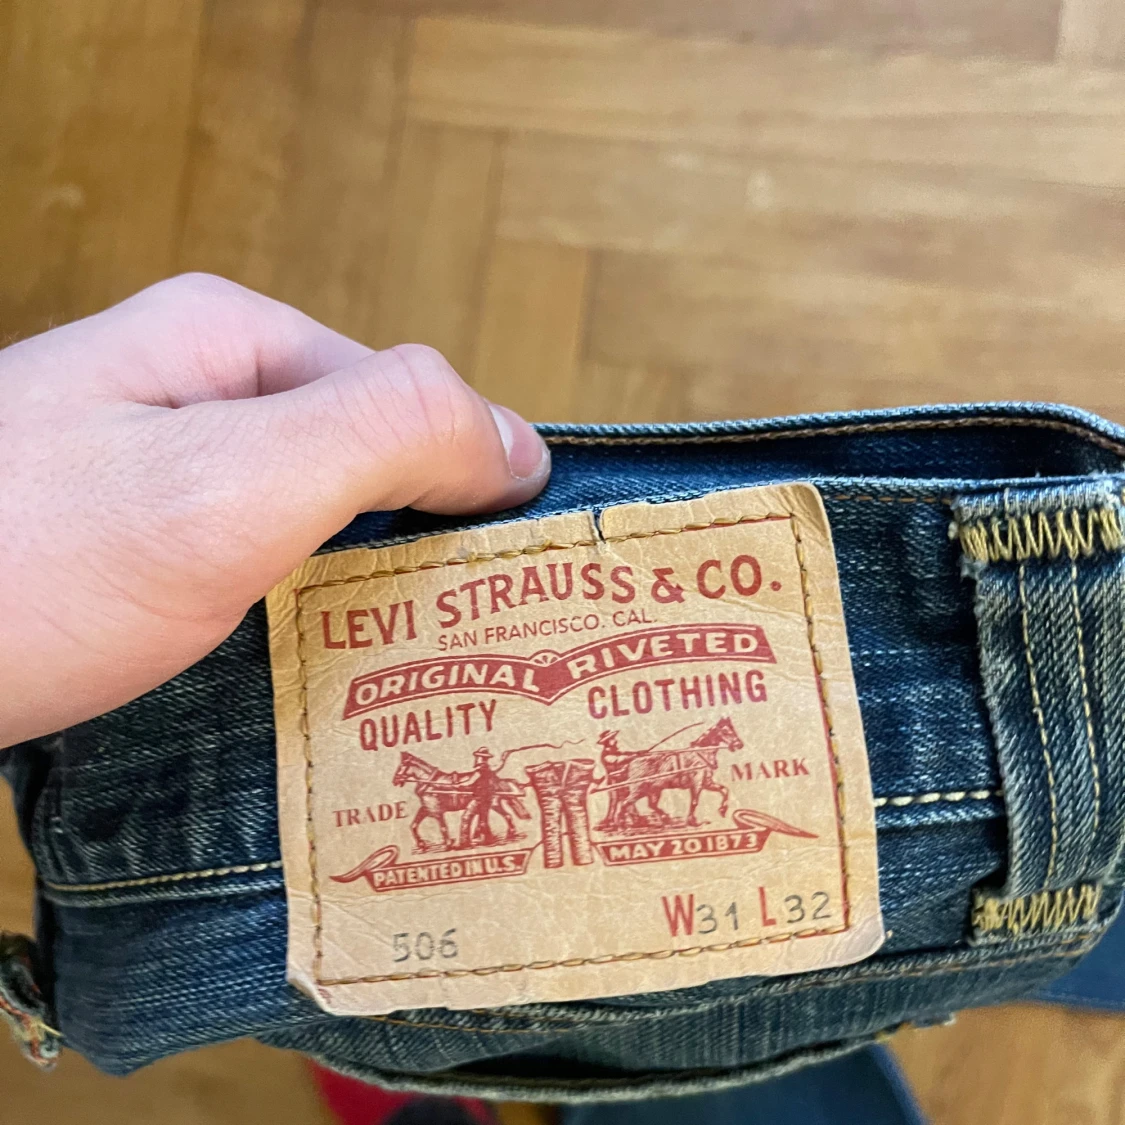 LEVI STRAUSS & CO.
SAN FRANCISCO. CAL.
ORIGINAL RIVETED
QUALITY CLOTHING
TRADE MARK
PATENTED IN U.S. MAY 20 1873
506 W31 L32